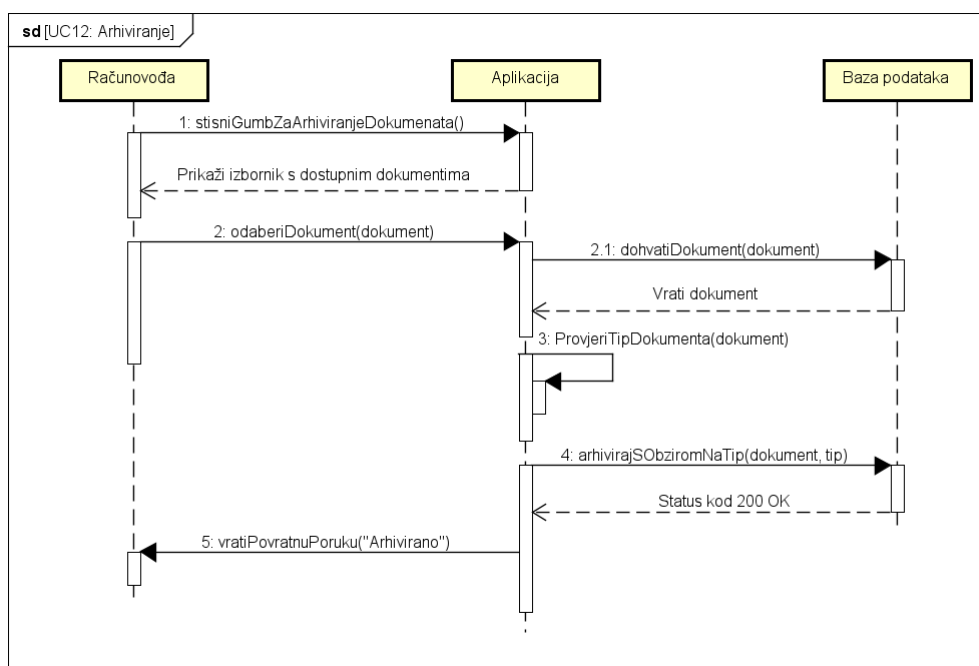 sd [UC12: Arhiviranje]
Računovođa
Aplikacija
Baza podataka
1: stisniGumbZaArhiviranjeDokumenata()
Prikaži izbornik s dostupnim dokumentima
2: odaberiDokument(dokument)
2.1: dohvatiDokument(dokument)
Vrati dokument
3: ProvjeriTipDokumenta(dokument)
4: arhivirajSObziromNaTip(dokument, tip)
Status kod 200 OK
5: vratiPovratnuPoruku("Arhivirano")